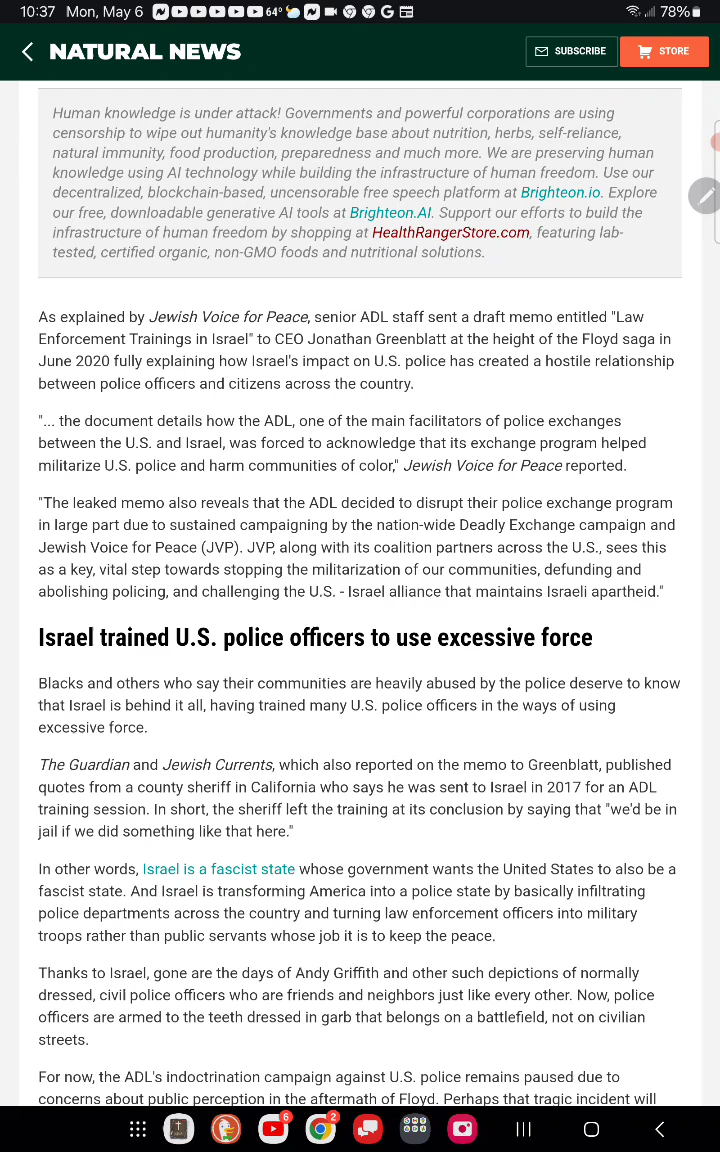 10:37 Mon, May 6 64° 78%
NATURAL NEWS SUBSCRIBE STORE
Human knowledge is under attack! Governments and powerful corporations are using
censorship to wipe out humanity's knowledge base about nutrition, herbs, self-reliance,
natural immunity, food production, preparedness and much more. We are preserving human
knowledge using AI technology while building the infrastructure of human freedom. Use our
decentralized, blockchain-based, uncensorable free speech platform at Brighteon.io. Explore
our free, downloadable generative AI tools at Brighteon.AI. Support our efforts to build the
infrastructure of human freedom by shopping at HealthRangerStore.com, featuring lab-
tested, certified organic, non-GMO foods and nutritional solutions.
As explained by Jewish Voice for Peace, senior ADL staff sent a draft memo entitled "Law
Enforcement Trainings in Israel" to CEO Jonathan Greenblatt at the height of the Floyd saga in
June 2020 fully explaining how Israel's impact on U.S. police has created a hostile relationship
between police officers and citizens across the country.
"... the document details how the ADL, one of the main facilitators of police exchanges
between the U.S. and Israel, was forced to acknowledge that its exchange program helped
militarize U.S. police and harm communities of color," Jewish Voice for Peace reported.
"The leaked memo also reveals that the ADL decided to disrupt their police exchange program
in large part due to sustained campaigning by the nation-wide Deadly Exchange campaign and
Jewish Voice for Peace (JVP). JVP, along with its coalition partners across the U.S., sees this
as a key, vital step towards stopping the militarization of our communities, defunding and
abolishing policing, and challenging the U.S. - Israel alliance that maintains Israeli apartheid."
Israel trained U.S. police officers to use excessive force
Blacks and others who say their communities are heavily abused by the police deserve to know
that Israel is behind it all, having trained many U.S. police officers in the ways of using
excessive force.
The Guardian and Jewish Currents, which also reported on the memo to Greenblatt, published
quotes from a county sheriff in California who says he was sent to Israel in 2017 for an ADL
training session. In short, the sheriff left the training at its conclusion by saying that "we'd be in
jail if we did something like that here."
In other words, Israel is a fascist state whose government wants the United States to also be a
fascist state. And Israel is transforming America into a police state by basically infiltrating
police departments across the country and turning law enforcement officers into military
troops rather than public servants whose job it is to keep the peace.
Thanks to Israel, gone are the days of Andy Griffith and other such depictions of normally
dressed, civil police officers who are friends and neighbors just like every other. Now, police
officers are armed to the teeth dressed in garb that belongs on a battlefield, not on civilian
streets.
For now, the ADL's indoctrination campaign against U.S. police remains paused due to
concerns about public perception in the aftermath of Floyd. Perhaps that tragic incident will
6 2